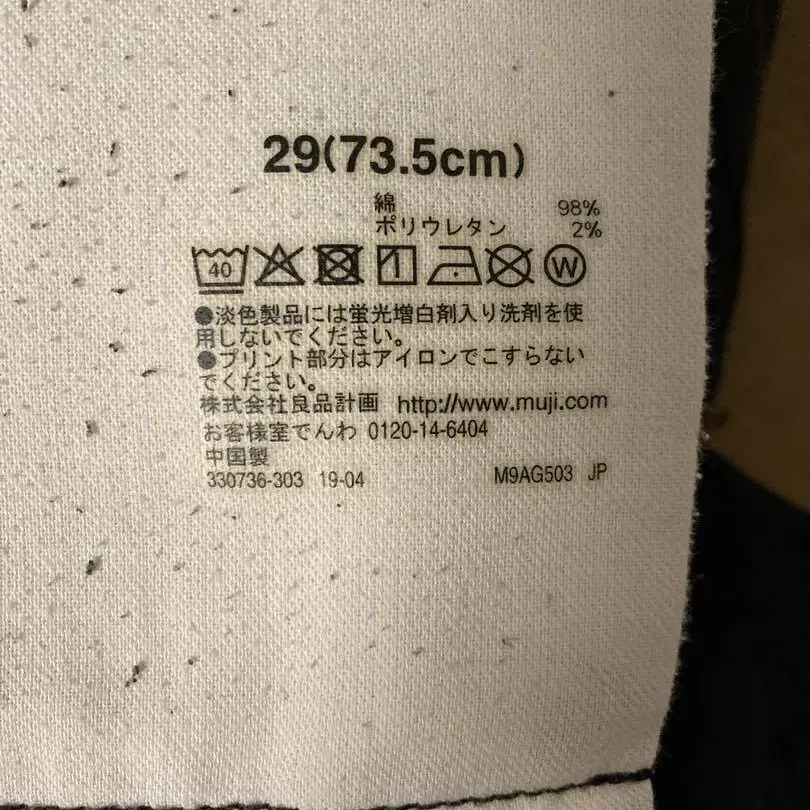 29(73.5cm)
綿 98%
ポリウレタン 2%
40 W
●淡色製品には蛍光増白剤入り洗剤を使
用しないでください。
●プリント部分はアイロンでこすらない
でください。
株式会社良品計画 http://www.muji.com
お客様室でんわ 0120-14-6404
中国製
330736-303 19-04 M9AG503 JP